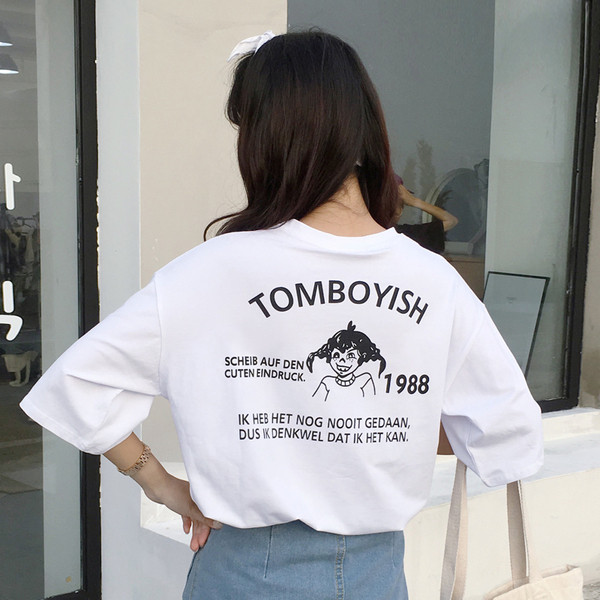 TOMBOYISH
SCHEIB AUF DEN
CUTEN EINDRUCK.
1988
IK HEB HET NOG NOOIT GEDAAN,
DUS IK DENKWEL DAT IK HET KAN.